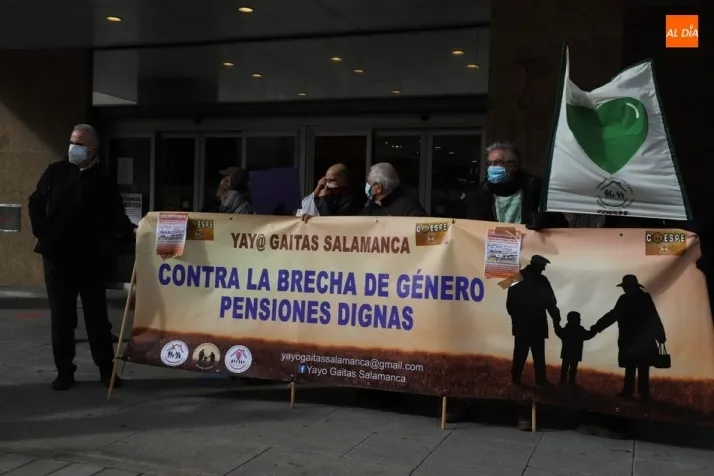 AL DÍA
YAY@ GAITAS SALAMANCA
COESPE
COESPE
COESPE
CONTRA LA BRECHA DE GÉNERO
PENSIONES DIGNAS
yayogaitassalamanca@gmail.com
f Yayo Gaitas Salamanca